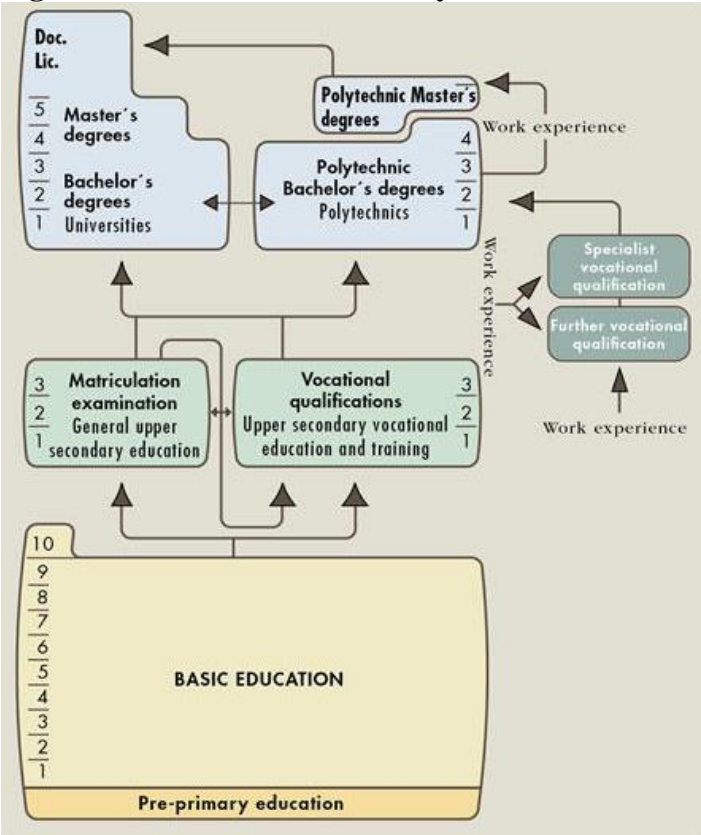 Doc.
Lic.
5
4
3
2
1
Master´s
degrees
Bachelor´s
degrees
Universities
Polytechnic Master´s
degrees
Work experience
4
3
2
1
Polytechnic
Bachelor´s degrees
Polytechnics
Work experience
Specialist
vocational
qualification
Further vocational
qualification
Work experience
3
2
1
Matriculation
examination
General upper
secondary education
Vocational
qualifications
Upper secondary vocational
education and training
3
2
1
10
9
8
7
6
5
4
3
2
1
BASIC EDUCATION
Pre-primary education